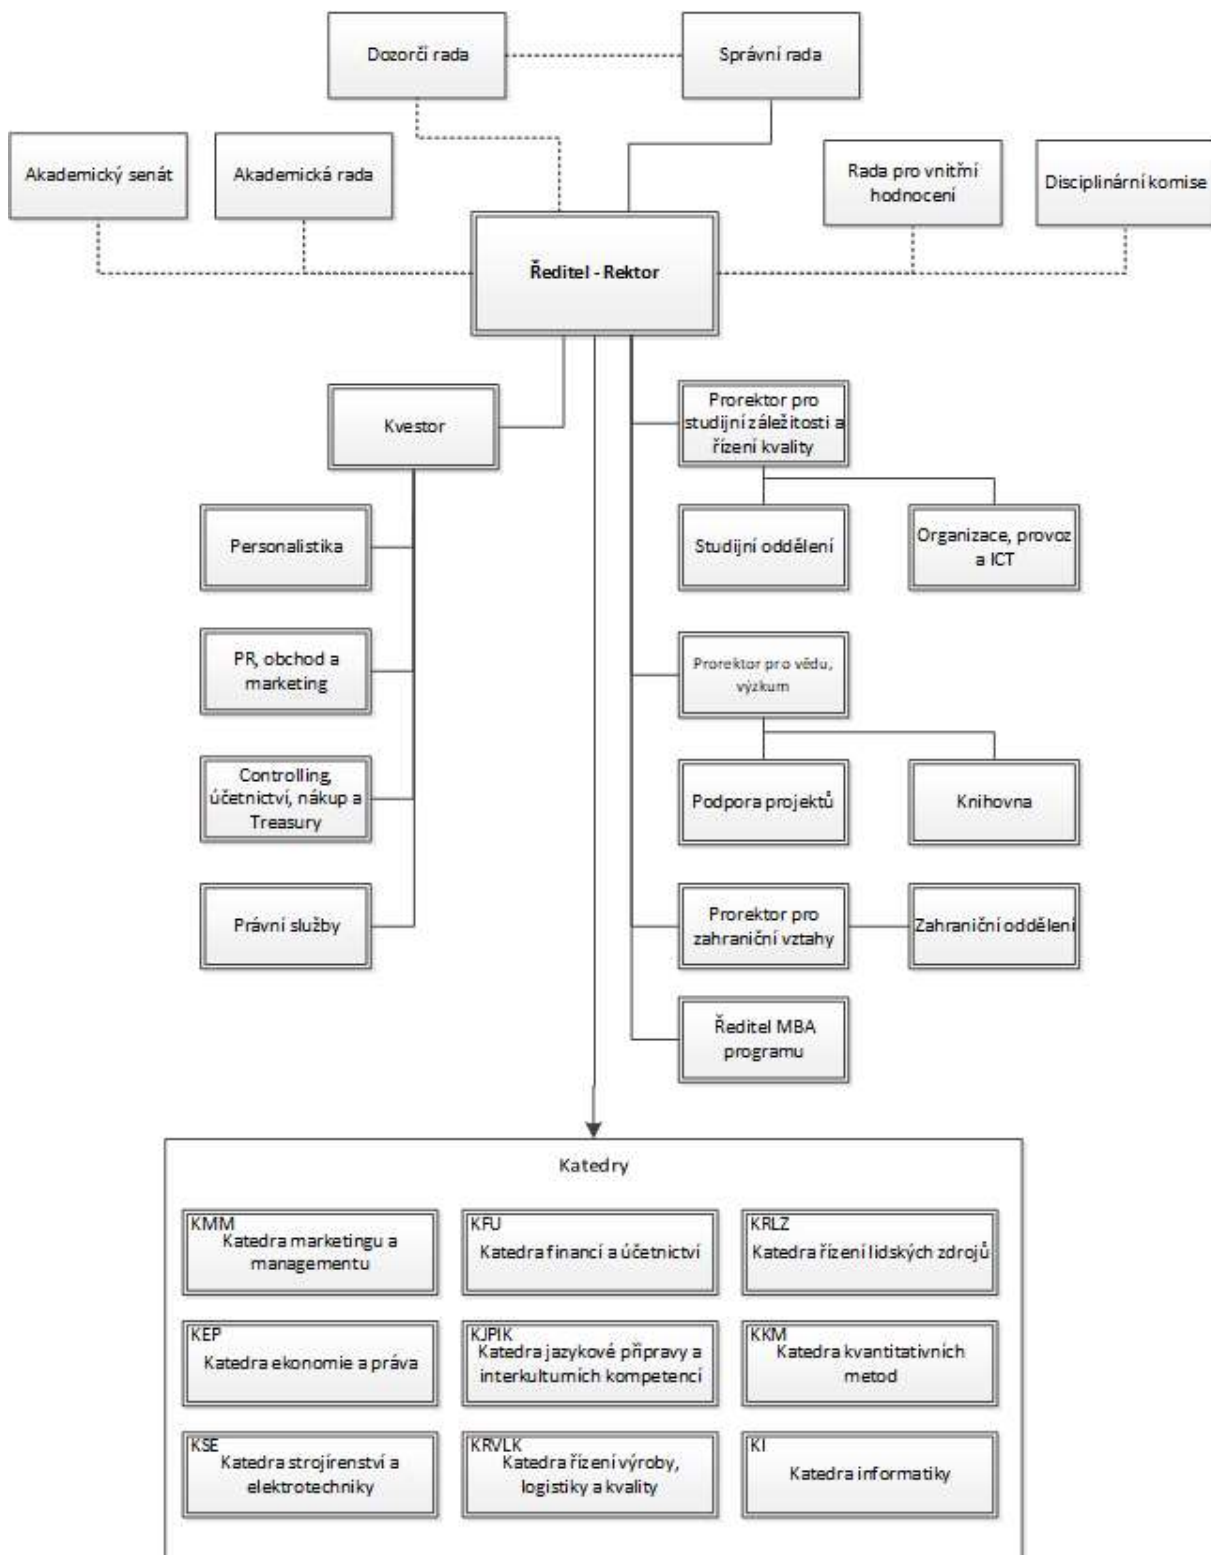 Dozorčí rada
Správní rada
Akademický senát
Akademická rada
Rada pro vnitřní
hodnocení
Disciplinární komise
Ředitel - Rektor
Kvestor
Prorektor pro
studijní záležitosti a
řízení kvality
Personalistika
Studijní oddělení
Organizace, provoz
a ICT
PR, obchod a
marketing
Prorektor pro vědu,
výzkum
Controlling,
účetnictví, nákup a
Treasury
Podpora projektů
Knihovna
Právní služby
Prorektor pro
zahraniční vztahy
Zahraniční oddělení
Ředitel MBA
programu
Katedry
KMM
Katedra marketingu a
managementu
KFU
Katedra financí a účetnictví
KRLZ
Katedra řízení lidských zdrojů
KEP
Katedra ekonomie a práva
KJPIK
Katedra jazykové přípravy a
interkulturních kompetencí
KKM
Katedra kvantitativních
metod
KSE
Katedra strojírenství a
elektrotechniky
KRVLK
Katedra řízení výroby,
logistiky a kvality
KI
Katedra informatiky